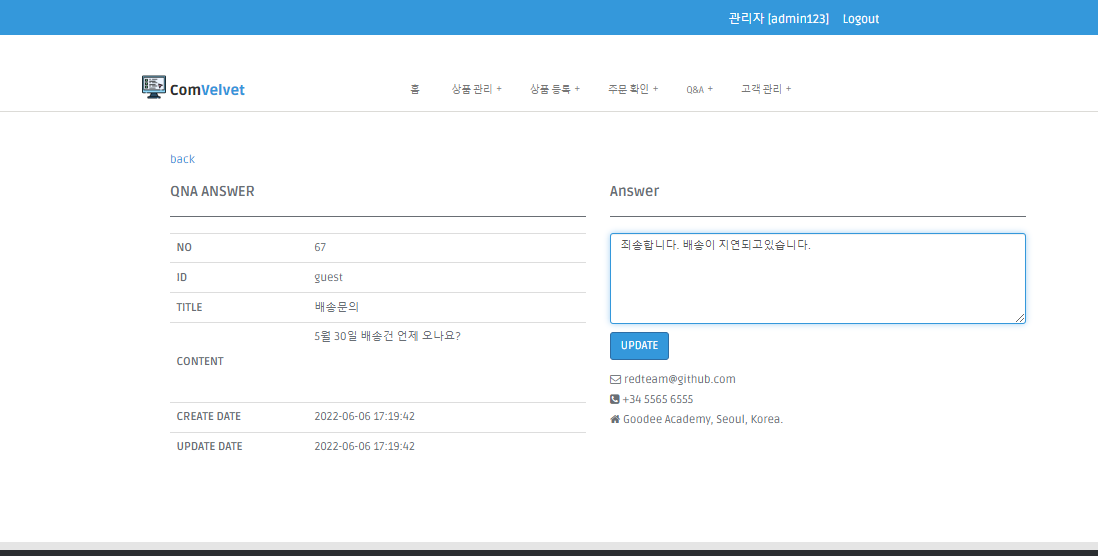 관리자 [admin123] Logout
ComVelvet 홈 상품 관리 + 상품 등록 + 주문 확인 + Q&A + 고객 관리 +
back
QNA ANSWER
NO 67
ID guest
TITLE 배송문의
CONTENT 5월 30일 배송건 언제 오나요?
CREATE DATE 2022-06-06 17:19:42
UPDATE DATE 2022-06-06 17:19:42
Answer
죄송합니다. 배송이 지연되고있습니다.
UPDATE
redteam@github.com
+34 5565 6555
Goodee Academy, Seoul, Korea.